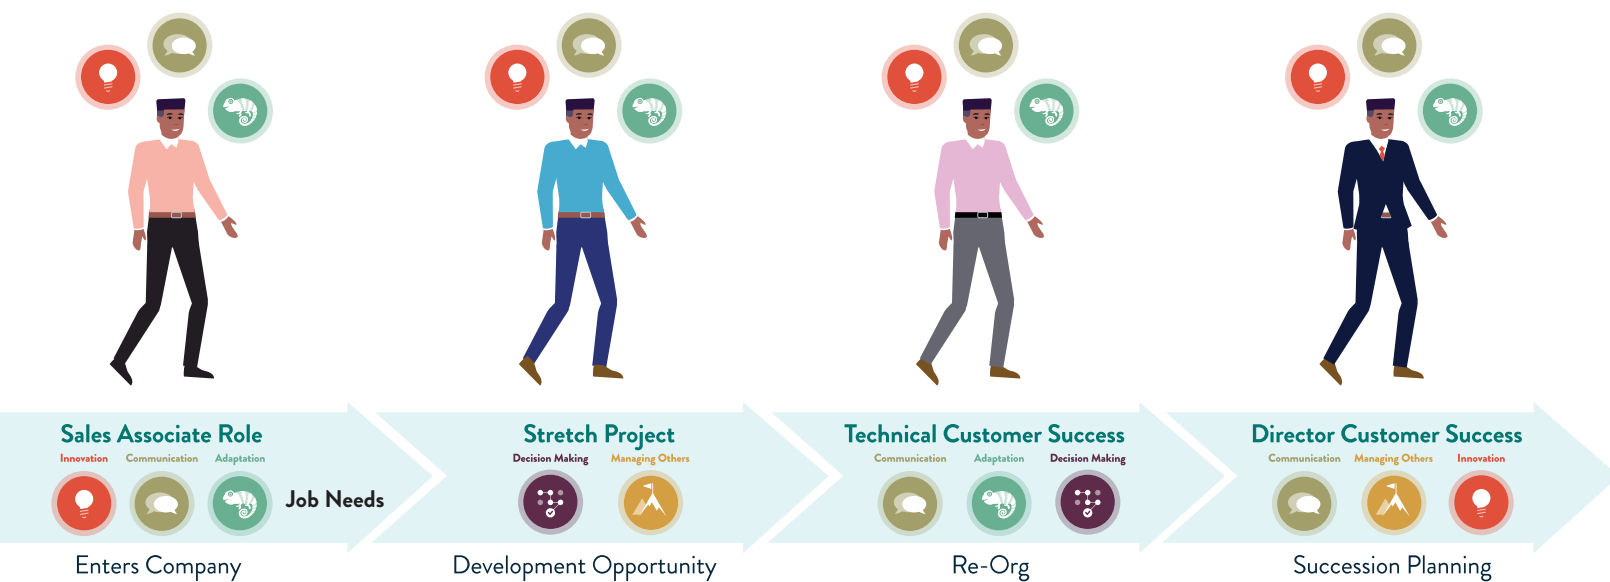 Sales Associate Role
Innovation Communication Adaptation
Job Needs
Enters Company
Stretch Project
Decision Making Managing Others
Development Opportunity
Technical Customer Success
Communication Adaptation Decision Making
Re-Org
Director Customer Success
Communication Managing Others Innovation
Succession Planning